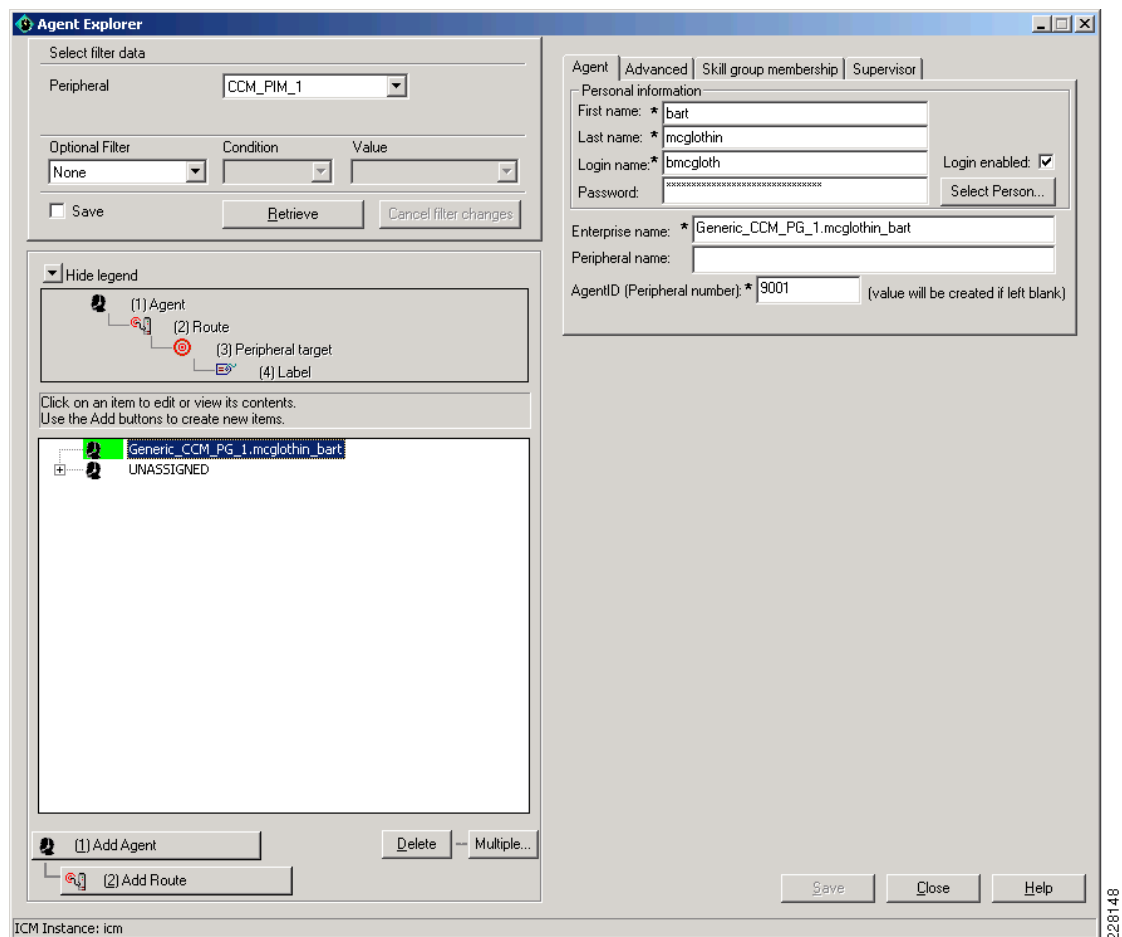 Agent Explorer
Select filter data
Peripheral CCM_PIM_1
Optional Filter Condition Value
None
Save Retrieve Cancel filter changes
Hide legend
(1) Agent
(2) Route
(3) Peripheral target
(4) Label
Click on an item to edit or view its contents.
Use the Add buttons to create new items.
Generic_CCM_PG_1.mcglothin_bart
UNASSIGNED
(1) Add Agent Delete Multiple...
(2) Add Route
Agent Advanced Skill group membership Supervisor
Personal information
First name: * bart
Last name: * mcglothin
Login name:* bmcgloth Login enabled:
Password: ******************************* Select Person...
Enterprise name: * Generic_CCM_PG_1.mcglothin_bart
Peripheral name:
AgentID (Peripheral number): * 9001 (value will be created if left blank)
Save Close Help
ICM Instance: icm
228148